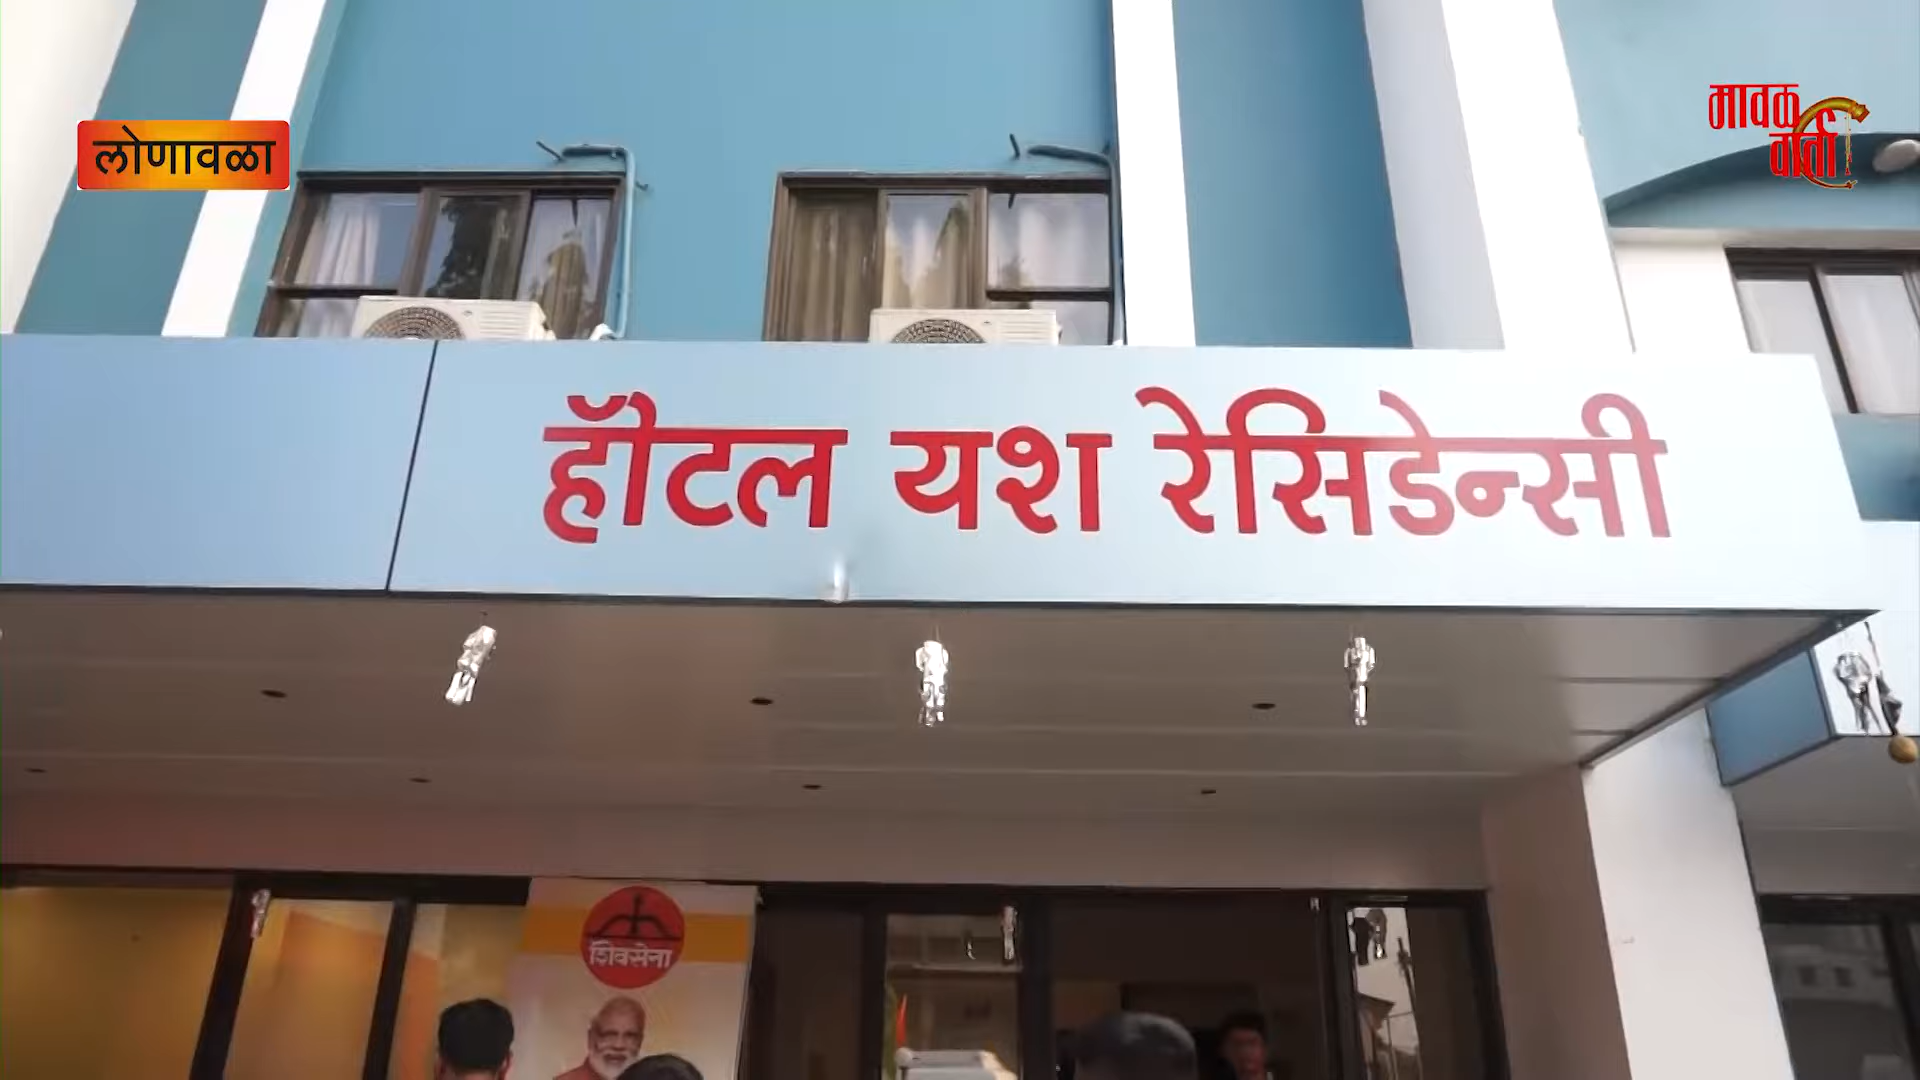 लोणावळा
मावळ
वार्ता
हॉटेल यश रेसिडेन्सी
शिवसेना